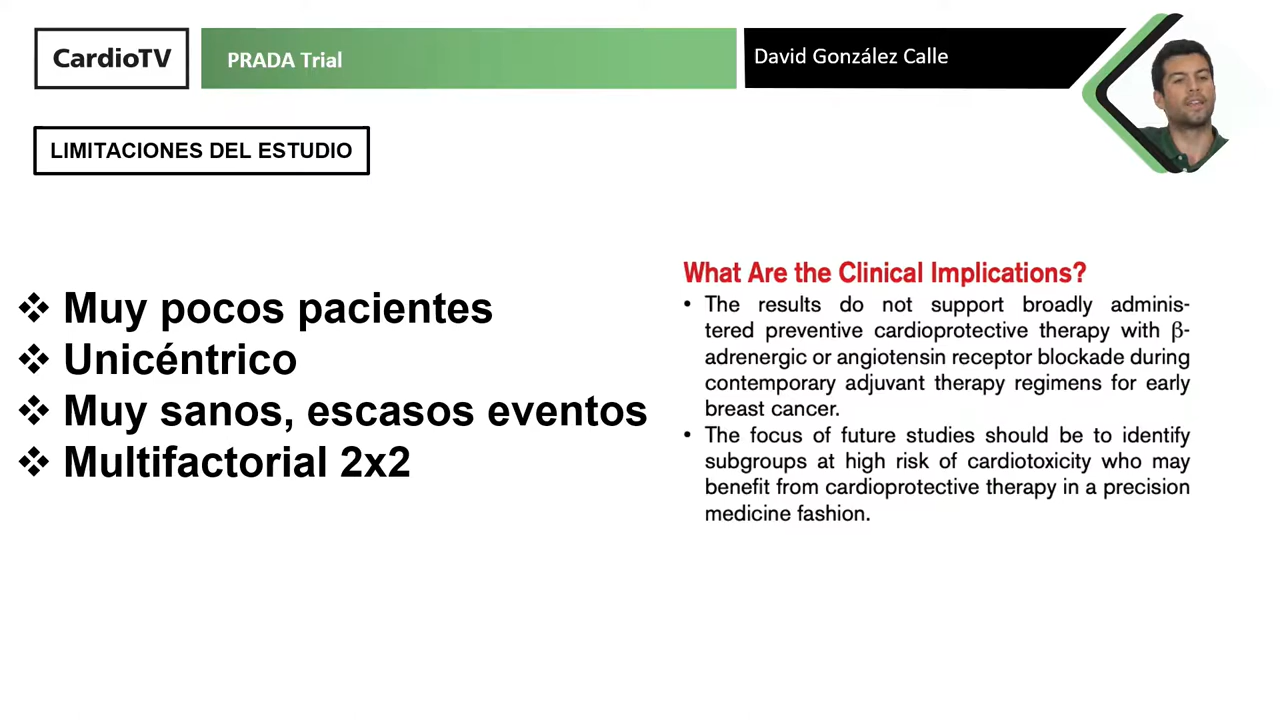 CardioTV
PRADA Trial
David González Calle
LIMITACIONES DEL ESTUDIO
❖ Muy pocos pacientes
❖ Unicéntrico
❖ Muy sanos, escasos eventos
❖ Multifactorial 2x2
What Are the Clinical Implications?
• The results do not support broadly adminis-
tered preventive cardioprotective therapy with β-
adrenergic or angiotensin receptor blockade during
contemporary adjuvant therapy regimens for early
breast cancer.
• The focus of future studies should be to identify
subgroups at high risk of cardiotoxicity who may
benefit from cardioprotective therapy in a precision
medicine fashion.